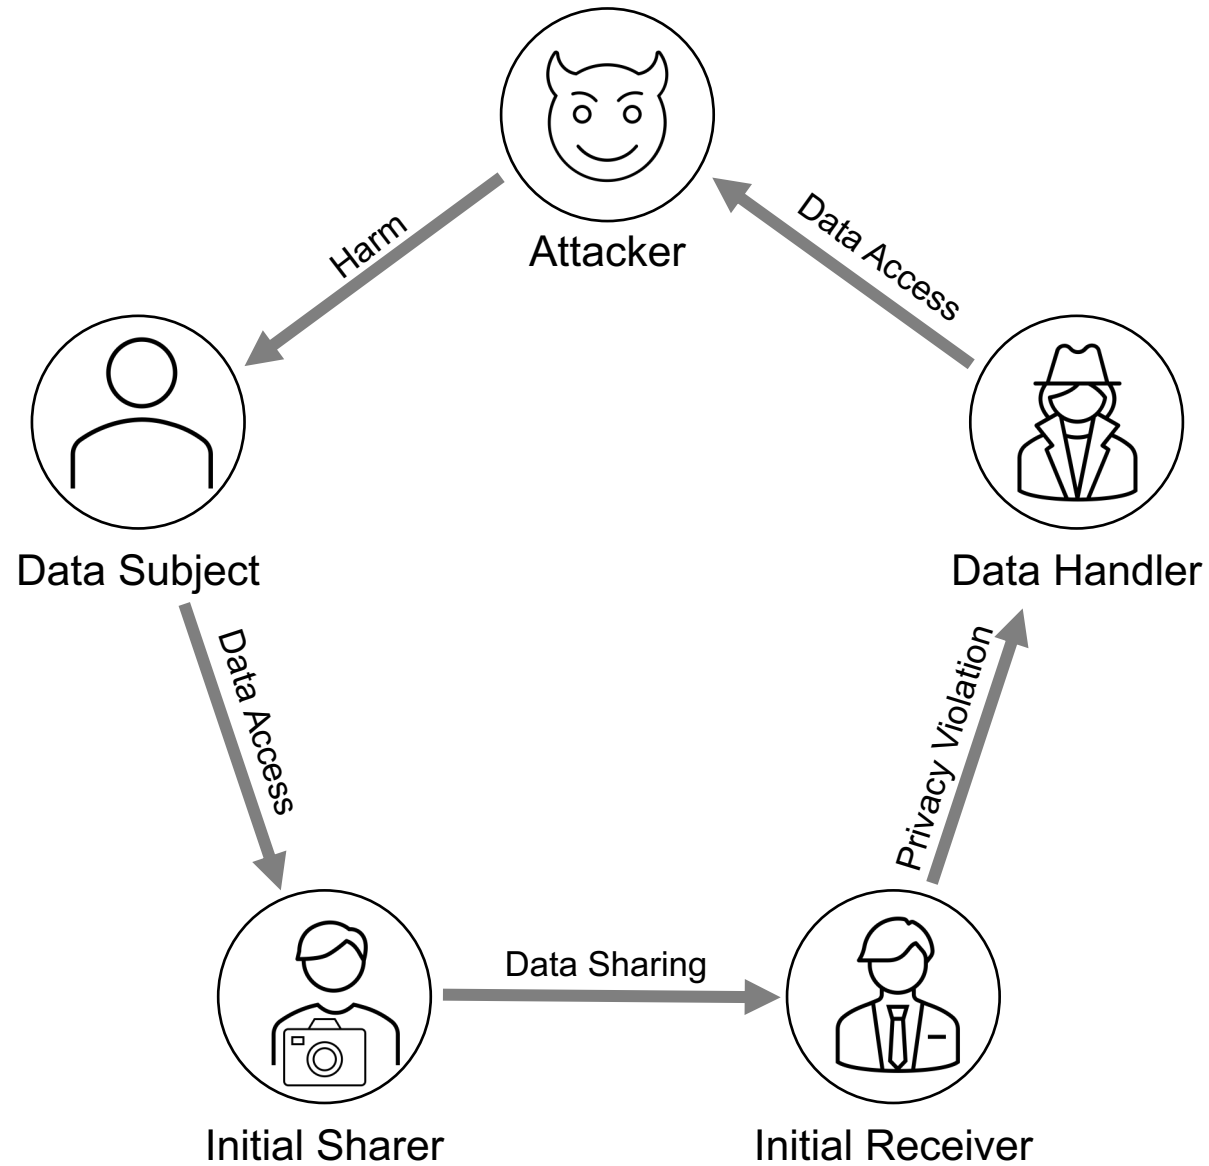 Attacker
Harm
Data Access
Data Subject
Data Handler
Data Access
Privacy Violation
Data Sharing
Initial Sharer
Initial Receiver